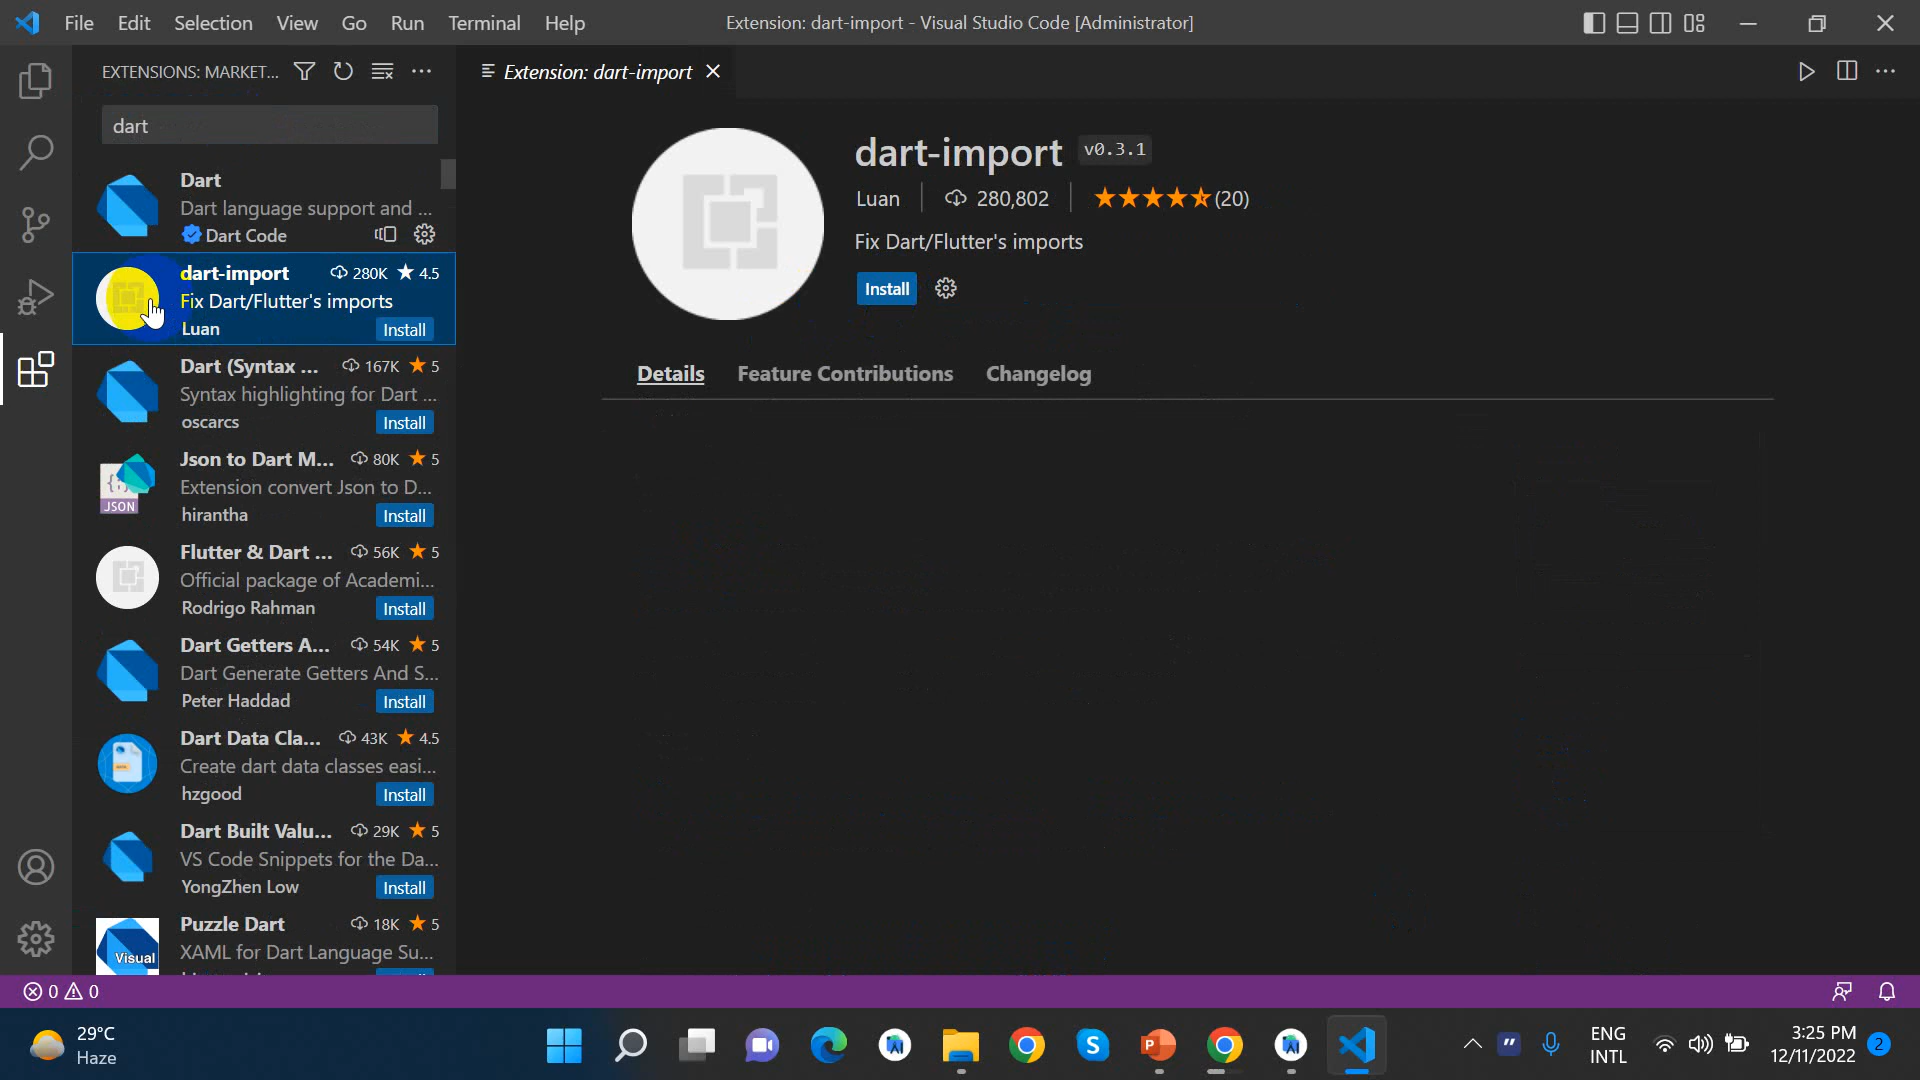 File Edit Selection View Go Run Terminal Help
Extension: dart-import - Visual Studio Code [Administrator]
EXTENSIONS: MARKET...
Extension: dart-import
dart
Dart
Dart language support and ...
Dart Code
dart-import 280K 4.5
Fix Dart/Flutter's imports
Luan Install
Dart (Syntax ... 167K 5
Syntax highlighting for Dart ...
oscarcs Install
Json to Dart M... 80K 5
Extension convert Json to D...
JSON
hirantha Install
Flutter & Dart ... 56K 5
Official package of Academi...
Rodrigo Rahman Install
Dart Getters A... 54K 5
Dart Generate Getters And S...
Peter Haddad Install
Dart Data Cla... 43K 4.5
Create dart data classes easi...
hzgood Install
Dart Built Valu... 29K 5
VS Code Snippets for the Da...
YongZhen Low Install
Puzzle Dart 18K 5
XAML for Dart Language Su...
Visual
dart-import v0.3.1
Luan 280,802 (20)
Fix Dart/Flutter's imports
Install
Details Feature Contributions Changelog
0 0
29°C
Haze
ENG
INTL
3:25 PM
12/11/2022
2